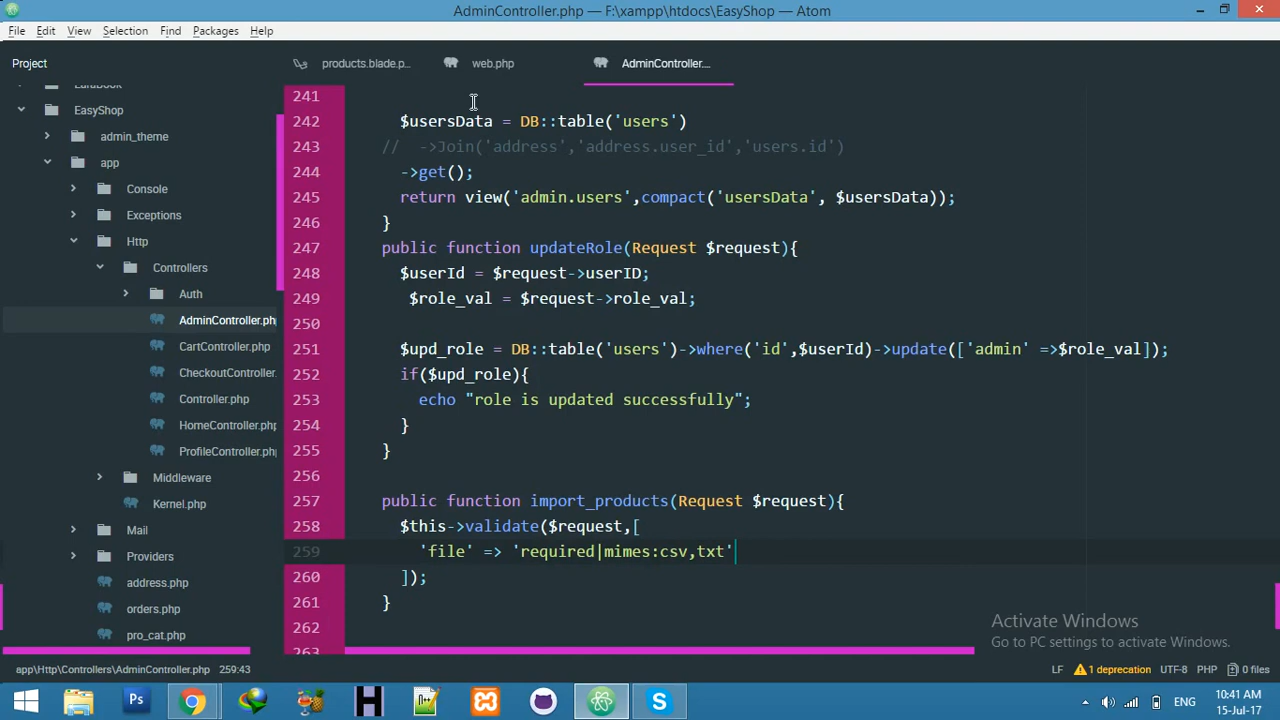 AdminController.php — F:\xampp\htdocs\EasyShop — Atom
File Edit View Selection Find Packages Help
Project
products.blade.p...
web.php
AdminController....
EasyShop
admin_theme
app
Console
Exceptions
Http
Controllers
Auth
AdminController.ph
CartController.php
CheckoutController.
Controller.php
HomeController.php
ProfileController.php
Middleware
Kernel.php
Mail
Providers
address.php
orders.php
pro_cat.php
241
242 $usersData = DB::table('users')
243 // ->Join('address','address.user_id','users.id')
244 ->get();
245 return view('admin.users',compact('usersData', $usersData));
246 }
247 public function updateRole(Request $request){
248 $userId = $request->userID;
249 $role_val = $request->role_val;
250
251 $upd_role = DB::table('users')->where('id',$userId)->update(['admin' =>$role_val]);
252 if($upd_role){
253 echo "role is updated successfully";
254 }
255 }
256
257 public function import_products(Request $request){
258 $this->validate($request,[
259 'file' => 'required|mimes:csv,txt'
260 ]);
261 }
262
263
Activate Windows
Go to PC settings to activate Windows.
app\Http\Controllers\AdminController.php 259:43
LF 1 deprecation UTF-8 PHP 0 files
ENG
10:41 AM
15-Jul-17